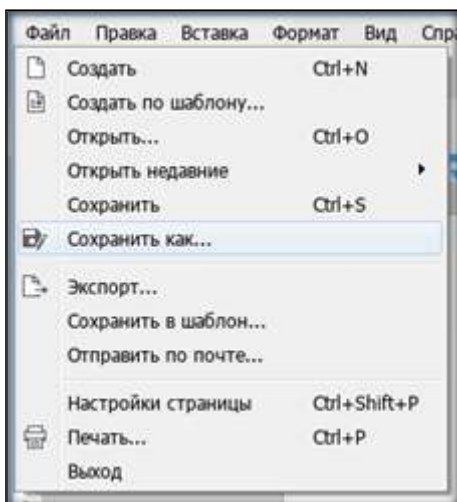 Файл Правка Вставка Формат Вид
Создать Ctrl+N
Создать по шаблону...
Открыть... Ctrl+O
Открыть недавние
Сохранить Ctrl+S
Сохранить как...
Экспорт...
Сохранить в шаблон...
Отправить по почте...
Настройки страницы Ctrl+Shift+P
Печать... Ctrl+P
Выход